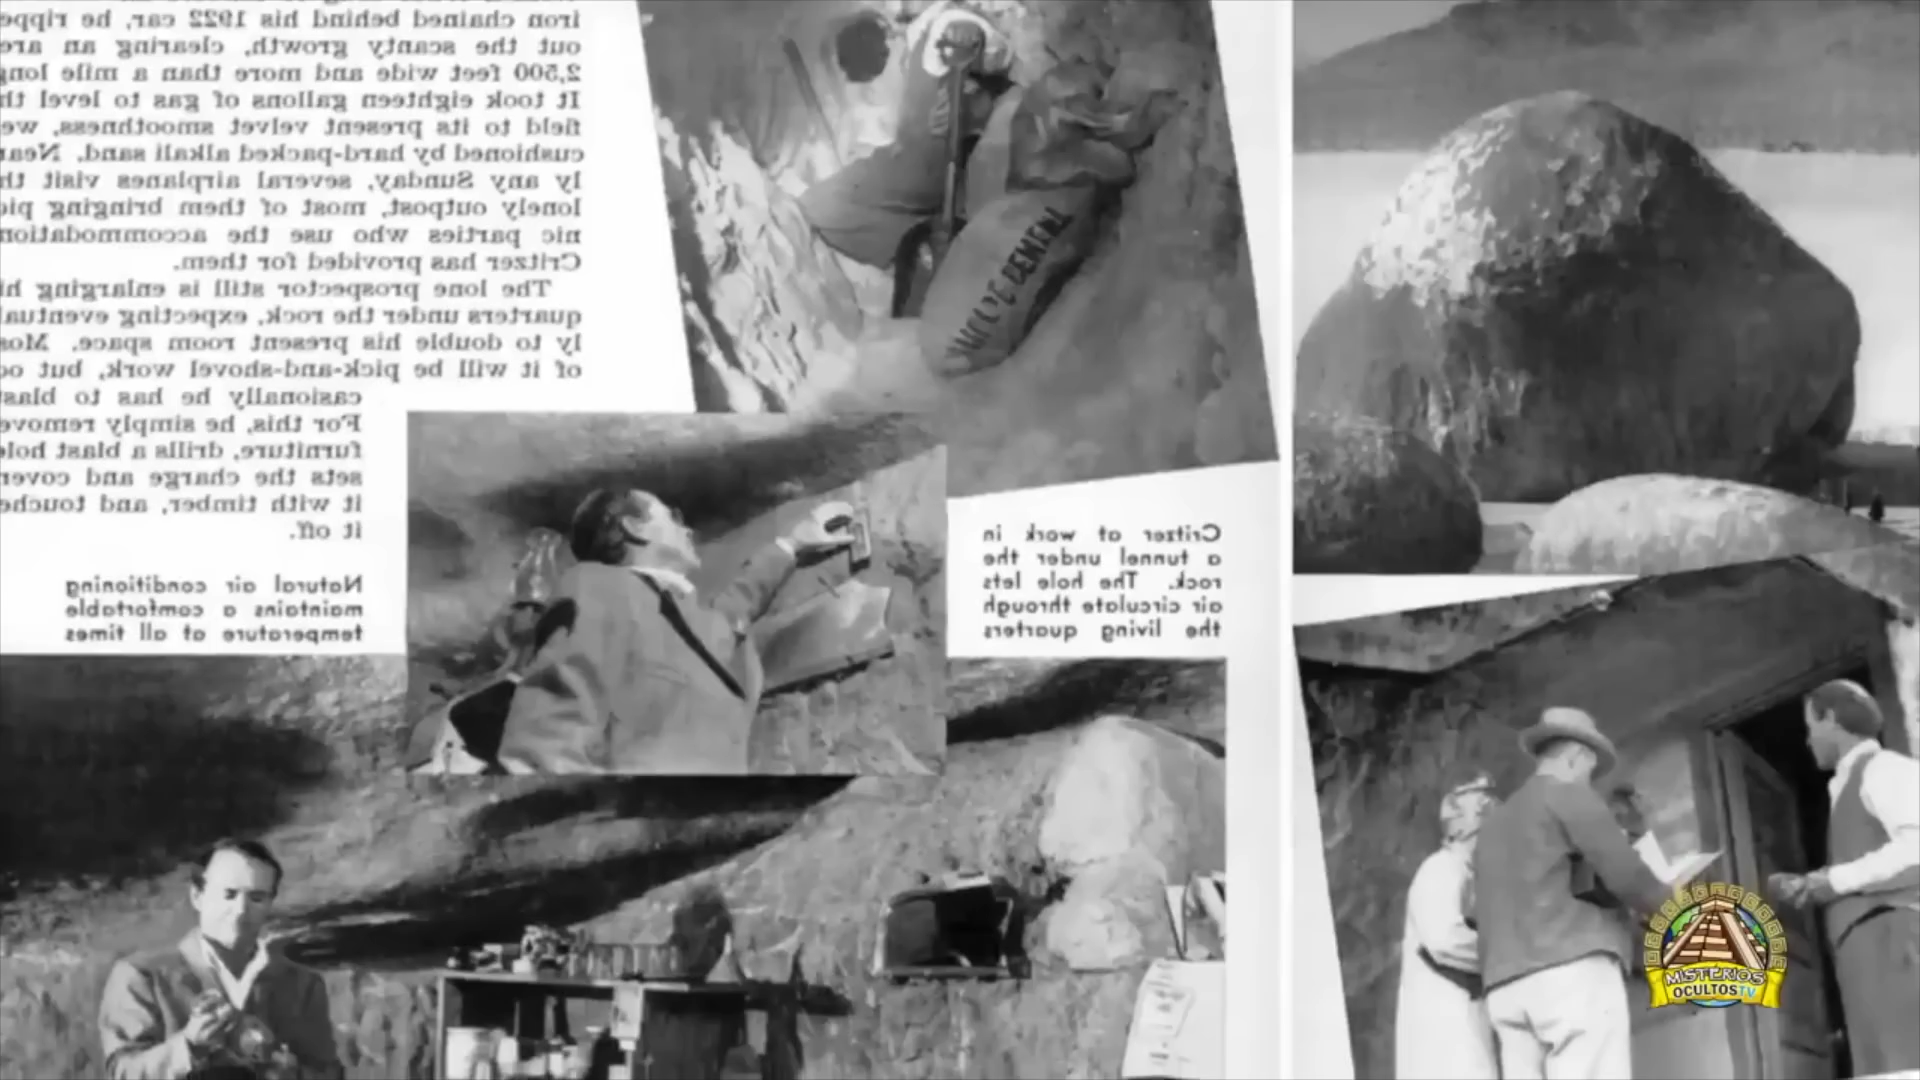 iron chained behind his 1922 car, he rippe
out the scanty growth, clearing an are
2,500 feet wide and more than a mile long
It took eighteen gallons of gas to level th
field to its present velvet smoothness, we
cushioned by hard-packed alkali sand. Near
ly any Sunday, several airplanes visit th
lonely outpost, most of them bringing pic
nic parties who use the accommodation
Critzer has provided for them.
The lone prospector still is enlarging hi
quarters under the rock, expecting eventual
ly to double his present room space. Mos
of it will be pick-and-shovel work, but oc
casionally he has to blast
For this, he simply remove
furniture, drills a blast hole
sets the charge and cover
it with timber, and touche
it off.
Natural air conditioning
maintains a comfortable
temperature at all times
CEMENT
Critzer at work in
a tunnel under the
rock. The hole lets
air circulate through
the living quarters
MISTERIOS
OCULTOSTV